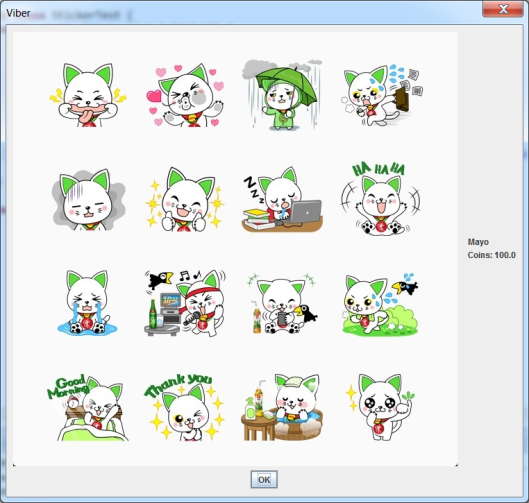 Viber
HA HA HA
Z Z Z
Mayo
Coins: 100.0
Good
Morning
Thank you
OK